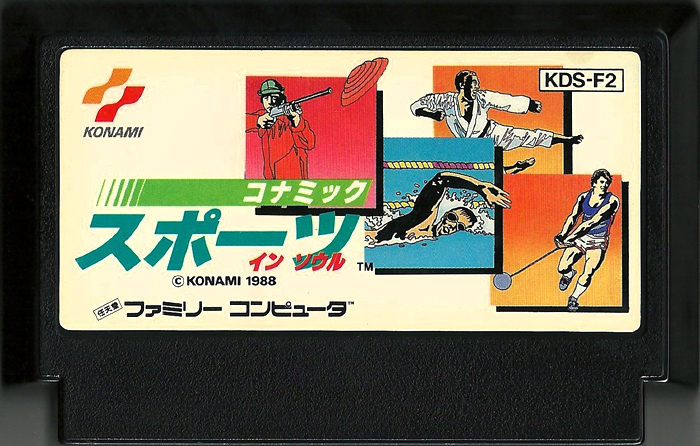 KDS-F2
KONAMI
コナミック
スポーツ
イン ソウル TM
© KONAMI 1988
任天堂 ファミリー コンピュータ TM